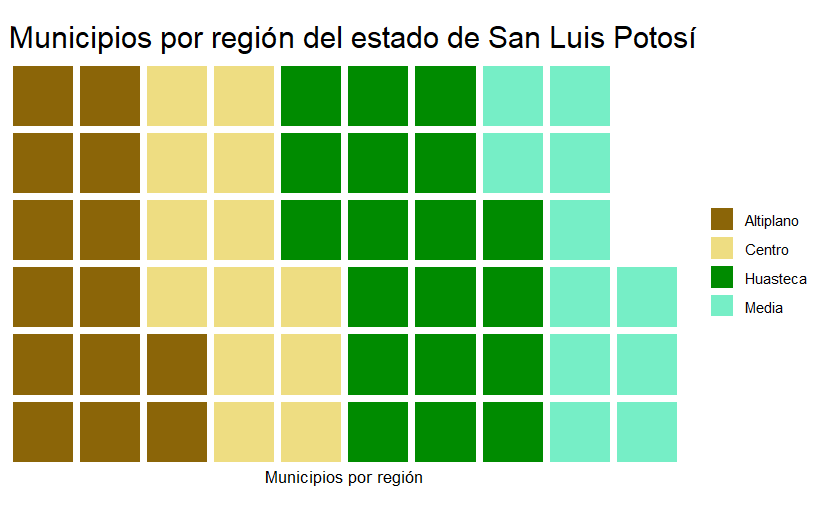 Municipios por región del estado de San Luis Potosí
Altiplano
Centro
Huasteca
Media
Municipios por región